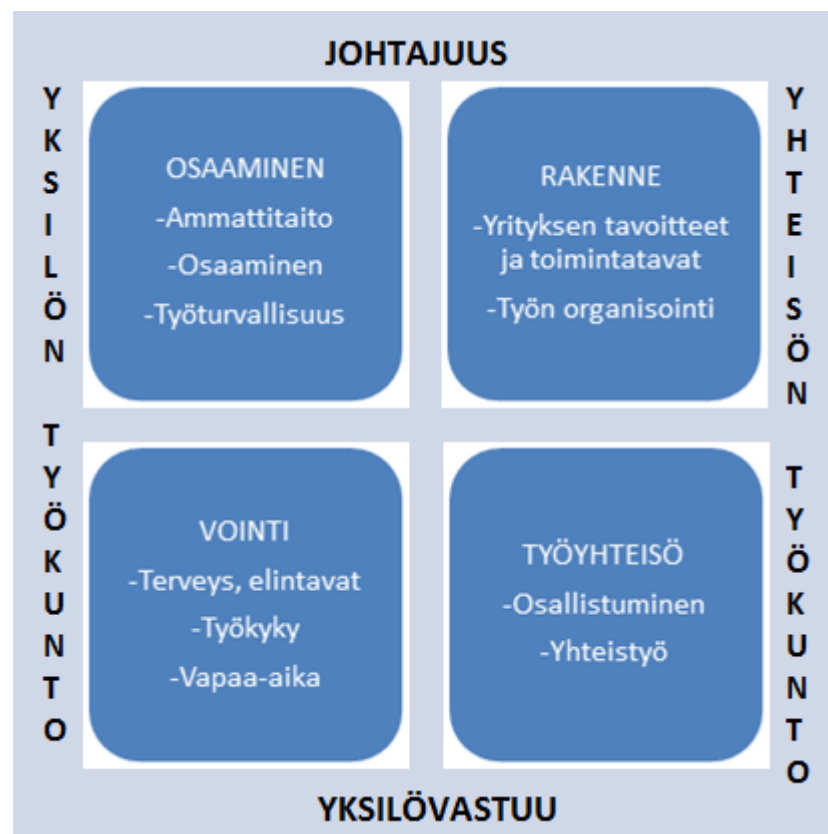 JOHTAJUUS
YKSILÖN TYÖKUNTO
OSAAMINEN
-Ammattitaito
-Osaaminen
-Työturvallisuus
RAKENNE
-Yrityksen tavoitteet
ja toimintatavat
-Työn organisointi
YHTEISÖN TYÖKUNTO
VOINTI
-Terveys, elintavat
-Työkyky
-Vapaa-aika
TYÖYHTEISÖ
-Osallistuminen
-Yhteistyö
YKSILÖVASTUU